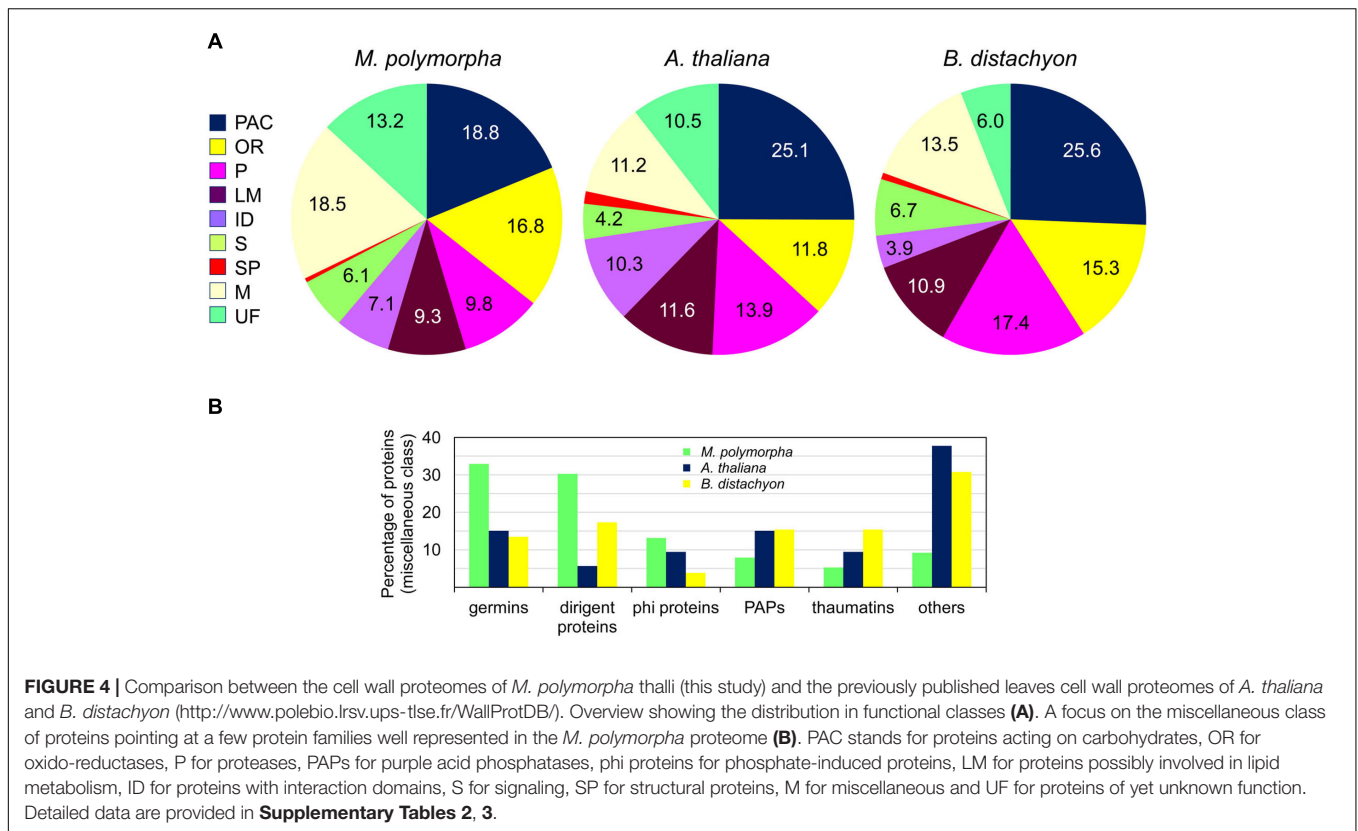 A
M. polymorpha
A. thaliana
B. distachyon
PAC
OR
P
LM
ID
S
SP
M
UF
18.8
16.8
9.8
9.3
7.1
6.1
18.5
13.2
25.1
11.8
13.9
11.6
10.3
4.2
11.2
10.5
25.6
15.3
17.4
10.9
3.9
6.7
13.5
6.0
B
Percentage of proteins
(miscellaneous class)
40
30
20
10
M. polymorpha
A. thaliana
B. distachyon
germins
dirigent
proteins
phi proteins
PAPs
thaumatins
others
FIGURE 4 | Comparison between the cell wall proteomes of M. polymorpha thalli (this study) and the previously published leaves cell wall proteomes of A. thaliana
and B. distachyon (http://www.polebio.lrsv.ups-tlse.fr/WallProtDB/). Overview showing the distribution in functional classes (A). A focus on the miscellaneous class
of proteins pointing at a few protein families well represented in the M. polymorpha proteome (B). PAC stands for proteins acting on carbohydrates, OR for
oxido-reductases, P for proteases, PAPs for purple acid phosphatases, phi proteins for phosphate-induced proteins, LM for proteins possibly involved in lipid
metabolism, ID for proteins with interaction domains, S for signaling, SP for structural proteins, M for miscellaneous and UF for proteins of yet unknown function.
Detailed data are provided in Supplementary Tables 2, 3.